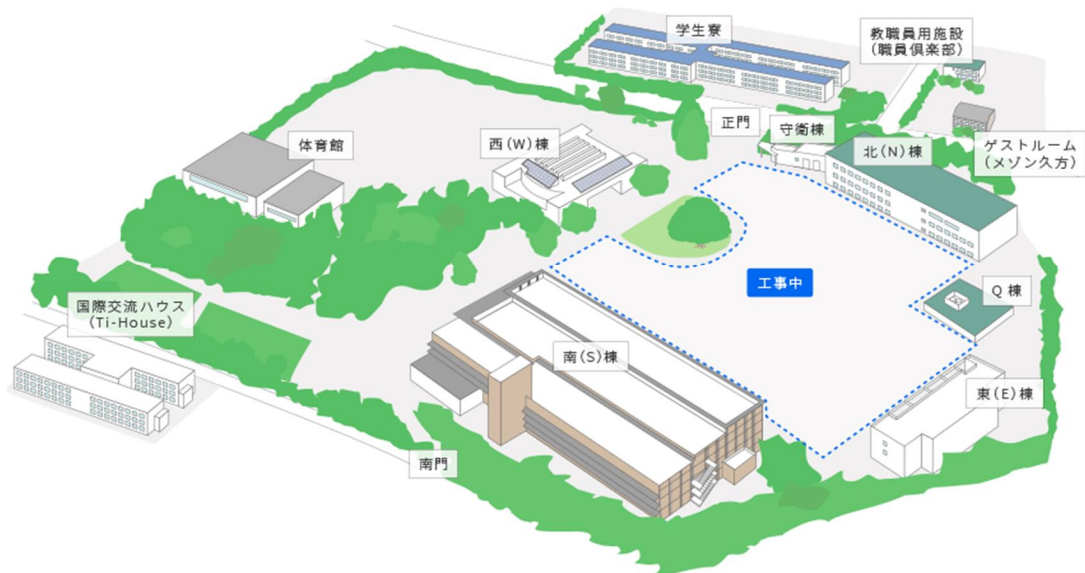 学生寮
教職員用施設
(職員倶楽部)
正門
守衛棟
体育館
西(W)棟
北(N)棟
ゲストルーム
(メゾン久方)
工事中
Q 棟
国際交流ハウス
(Ti-House)
南(S)棟
東(E)棟
南門